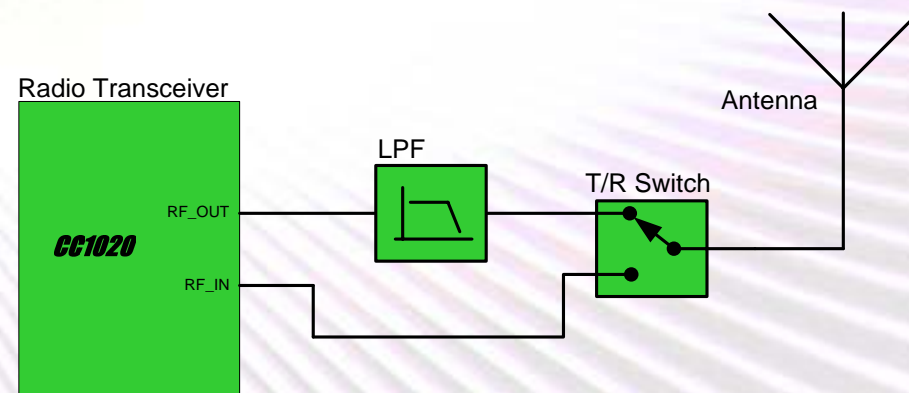 Radio Transceiver
Antenna
LPF
T/R Switch
RF_OUT
CC1020
RF_IN